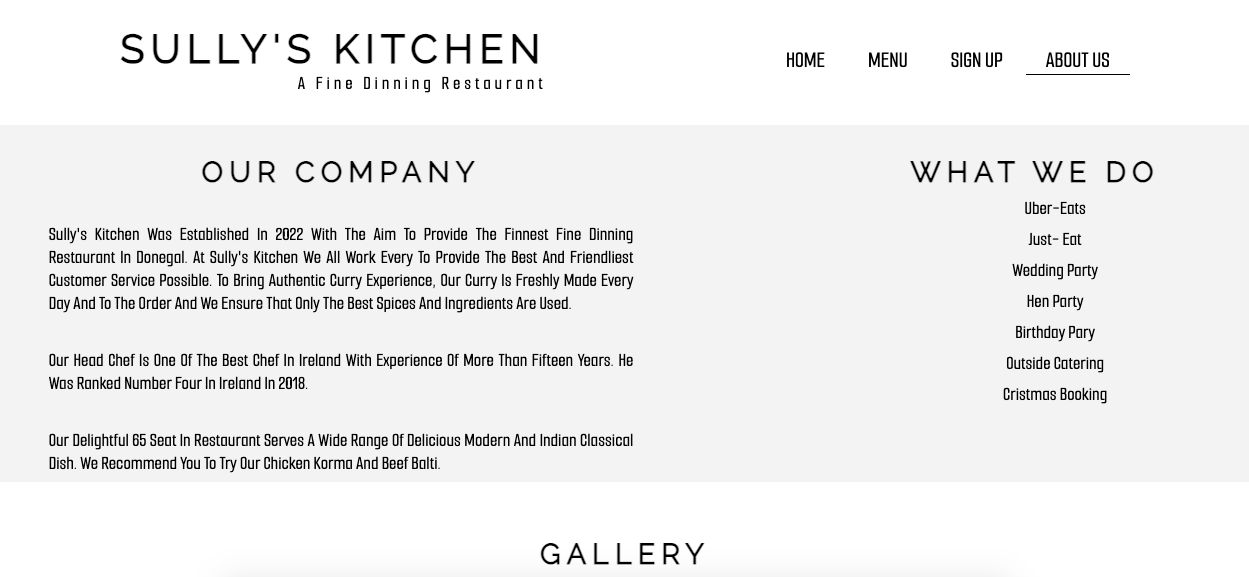 SULLY'S KITCHEN
A Fine Dinning Restaurant
HOME MENU SIGN UP ABOUT US
OUR COMPANY
Sully's Kitchen Was Established In 2022 With The Aim To Provide The Finnest Fine Dinning
Restaurant In Donegal. At Sully's Kitchen We All Work Every To Provide The Best And Friendliest
Customer Service Possible. To Bring Authentic Curry Experience, Our Curry Is Freshly Made Every
Day And To The Order And We Ensure That Only The Best Spices And Ingredients Are Used.
Our Head Chef Is One Of The Best Chef In Ireland With Experience Of More Than Fifteen Years. He
Was Ranked Number Four In Ireland In 2018.
Our Delightful 65 Seat In Restaurant Serves A Wide Range Of Delicious Modern And Indian Classical
Dish. We Recommend You To Try Our Chicken Korma And Beef Balti.
WHAT WE DO
Uber-Eats
Just- Eat
Wedding Party
Hen Party
Birthday Pary
Outside Catering
Cristmas Booking
GALLERY